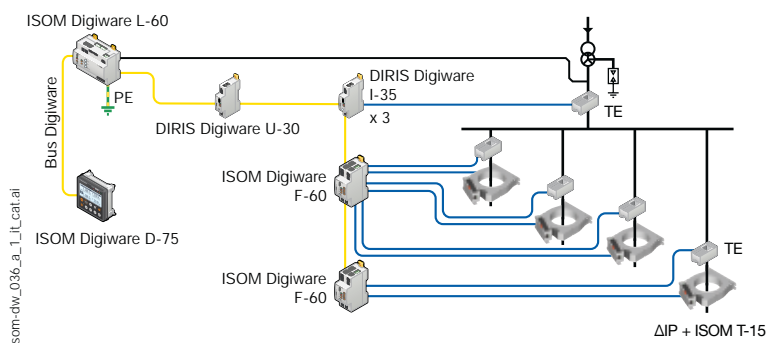 ISOM Digiware L-60
PE
Bus Digiware
DIRIS Digiware U-30
DIRIS Digiware
I-35
x 3
TE
ISOM Digiware
F-60
ISOM Digiware D-75
ISOM Digiware
F-60
TE
ΔIP + ISOM T-15
som-dw_036_a_1_lt_cat.ai